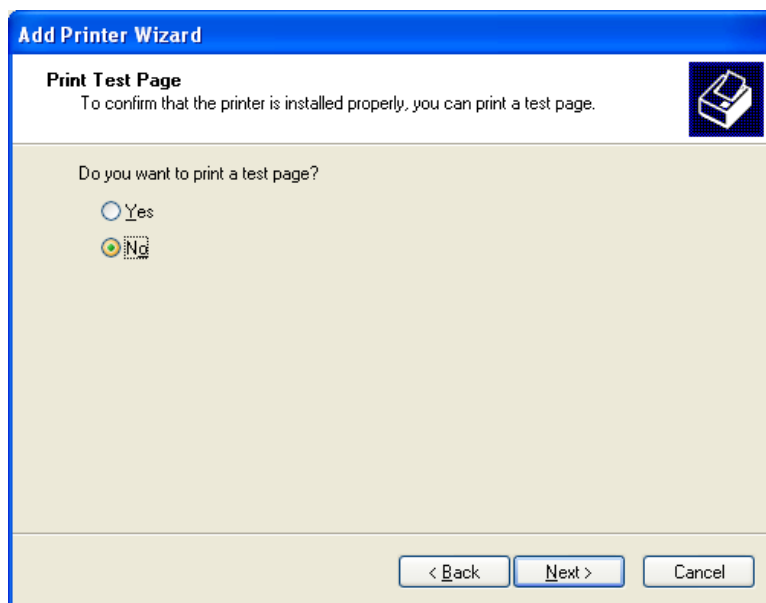 Add Printer Wizard
Print Test Page
To confirm that the printer is installed properly, you can print a test page.
Do you want to print a test page?
Yes
No
< Back Next > Cancel